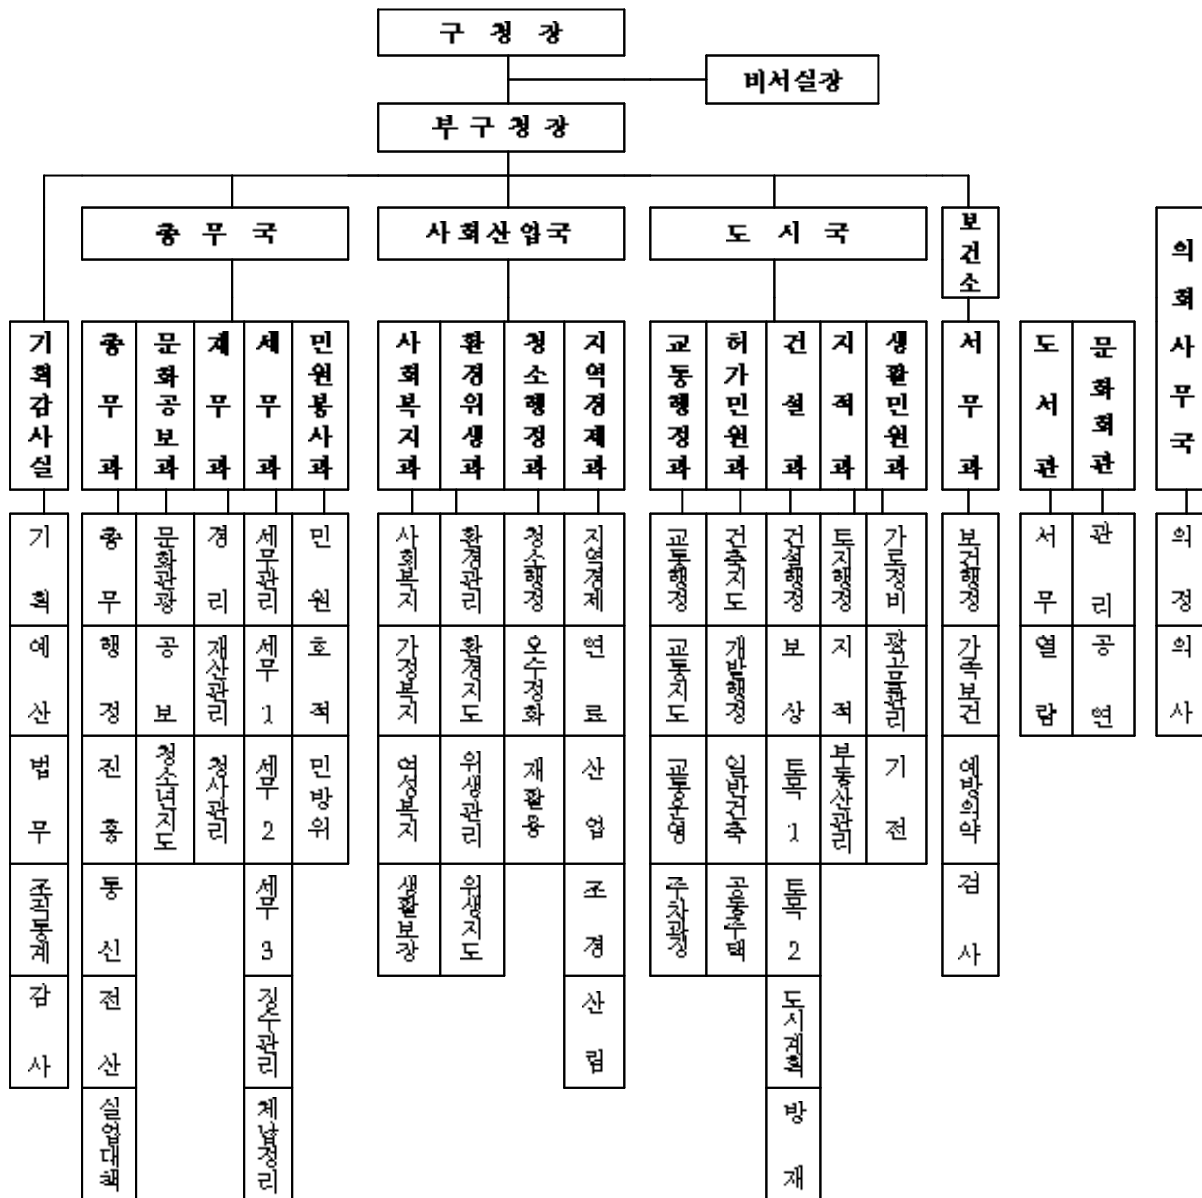 구 청 장
비서실장
부 구 청 장
총 무 국
사회산업국
도 시 국
보건소
의회사무국
기획감사실
총 무 과
문화공보과
재 무 과
세 무 과
민원봉사과
사회복지과
환경위생과
청소행정과
지역경제과
교통행정과
허가민원과
건 설 과
지 적 과
생활민원과
서 무 과
도 서 관
문화회관
기 획
총 무
문화관광
경 리
세무관리
민 원
사회복지
환경관리
청소행정
지역경제
교통행정
건축지도
건설행정
토지행정
가로정비
보건행정
서 무
관 리
의 정
예 산
행 정
공 보
재산관리
세무 1
호 적
가정복지
환경지도
오수정화
연 료
교통지도
개발행정
보 상
지 적
광고물관리
가족보건
열 람
공 연
의 사
법 무
진 흥
청소년지도
청사관리
세무 2
민방위
여성복지
위생관리
재활용
산 업
교통운영
일반건축
토목 1
부동산관리
기 전
예방의약
조직통계
통 신
세무 3
생활보장
위생지도
조 경
주차과징
공동주택
토목 2
검 사
감 사
전 산
징수관리
산 림
도시계획
실업대책
체납정리
방 재